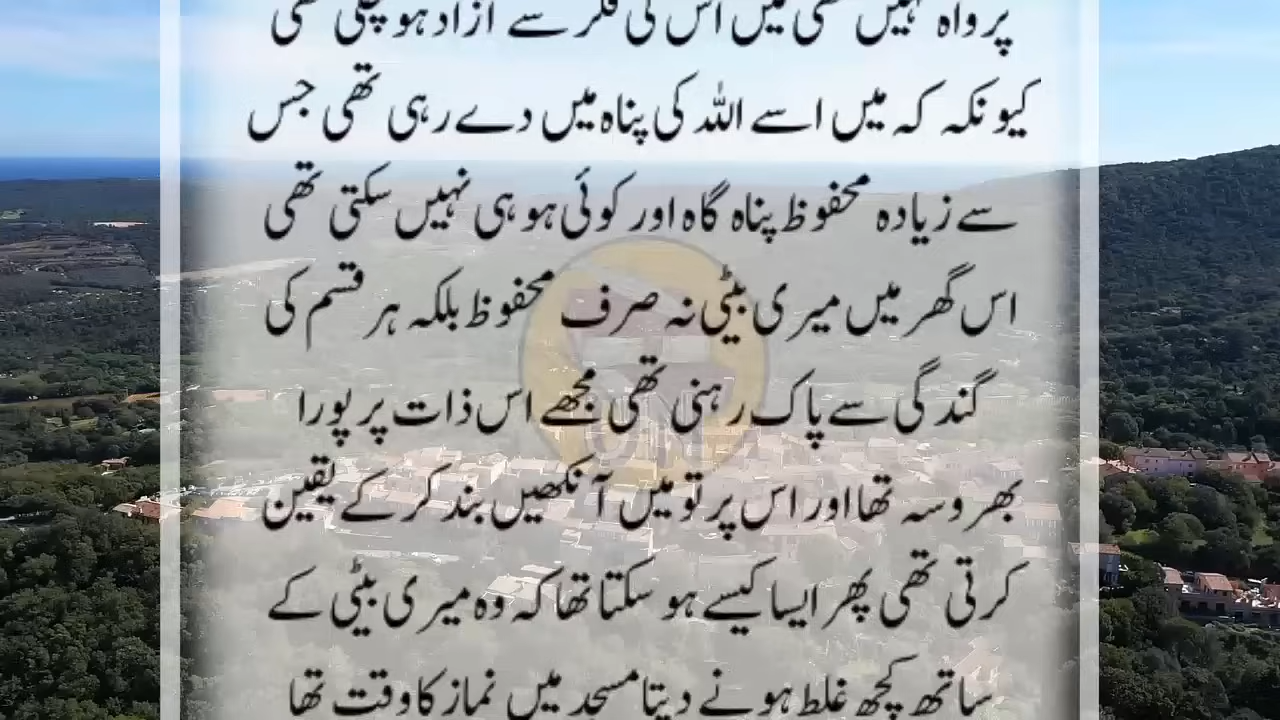 پرواہ نہیں تھی میں اس کی فکر سے آزاد ہو چکی تھی
کیونکہ کہ میں اسے اللہ کی پناہ میں دے رہی تھی جس
سے زیادہ محفوظ پناہ گاہ اور کوئی ہو ہی نہیں سکتی تھی
اس گھر میں میری بیٹی نہ صرف محفوظ بلکہ ہر قسم کی
گندگی سے پاک رہنی تھی مجھے اس ذات پر پورا
بھروسہ تھا اور اس پر تو میں آنکھیں بند کر کے یقین
کرتی تھی پھر ایسا کیسے ہو سکتا تھا کہ وہ میری بیٹی کے
ساتھ کچھ غلط ہونے دیتا مسجد میں نماز کا وقت تھا